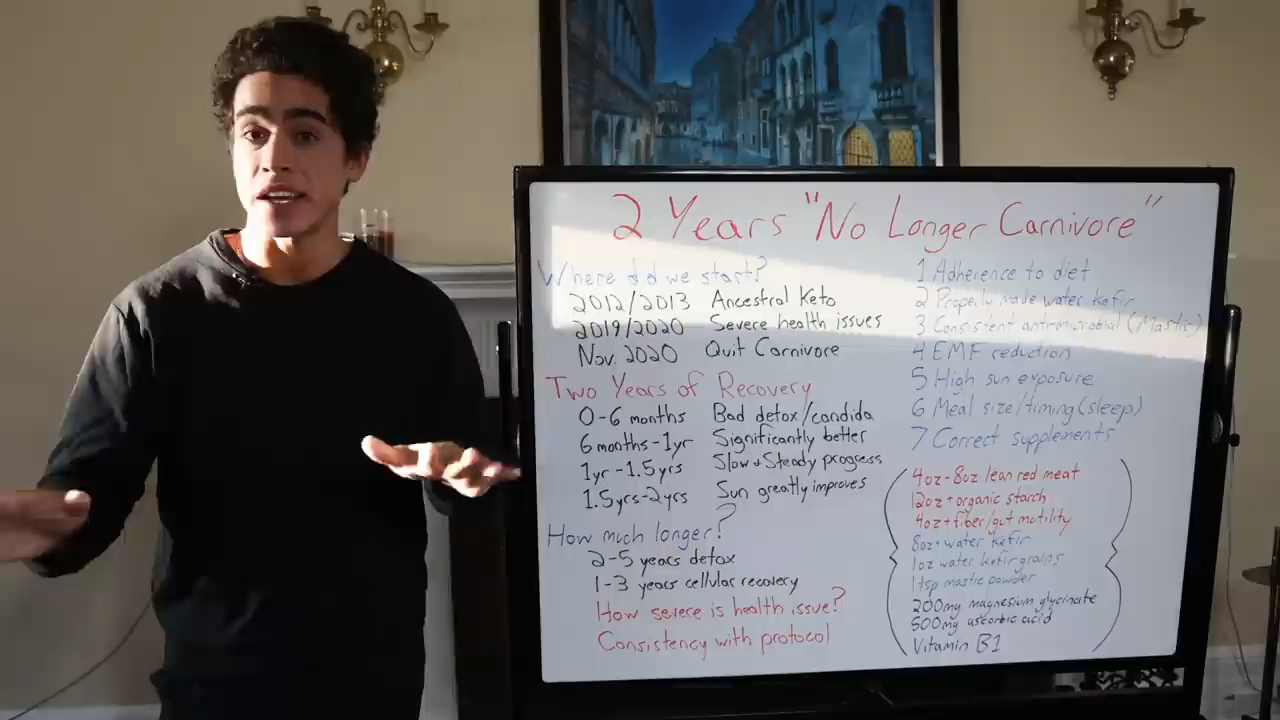 2 Years "No Longer Carnivore"
Where did we start?
2012/2013 Ancestral Keto
2019/2020 Severe health issues
Nov. 2020 Quit Carnivore
Two Years of Recovery
0-6 months Bad detox/candida
6 months-1yr Significantly better
1yr-1.5yrs Slow+Steady progress
1.5yrs-2yrs Sun greatly improves
How much longer?
2-5 years detox
1-3 years cellular recovery
How severe is health issue?
Consistency with protocol
1 Adherence to diet
2 Properly made water kefir
3 Consistent antimicrobial (Mastic)
4 EMF reduction
5 High sun exposure
6 Meal size/timing (sleep)
7 Correct supplements
4oz-8oz lean red meat
12oz+organic starch
4oz+fiber/gut motility
8oz+water kefir
1oz water kefir grains
1tsp mastic powder
200mg magnesium glycinate
500mg ascorbic acid
Vitamin B1